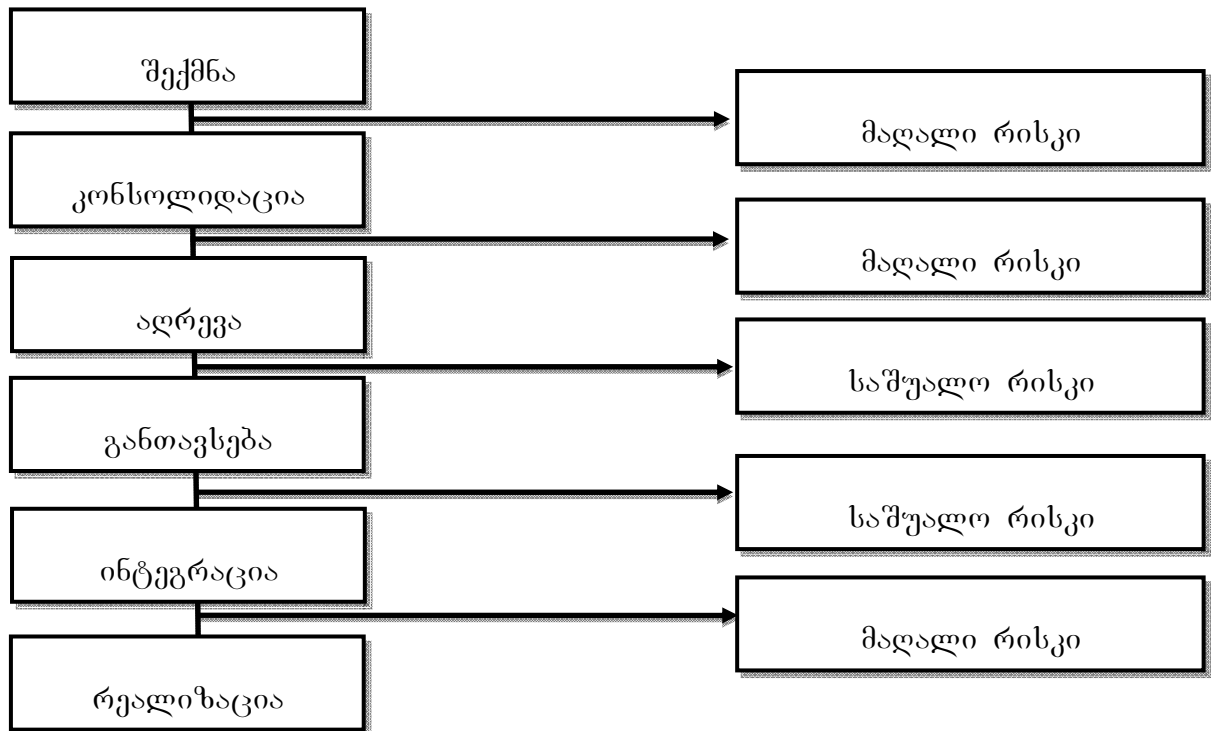 შექმნა
მაღალი რისკი
კონსოლიდაცია
მაღალი რისკი
აღრევა
საშუალო რისკი
განთავსება
საშუალო რისკი
ინტეგრაცია
მაღალი რისკი
რეალიზაცია